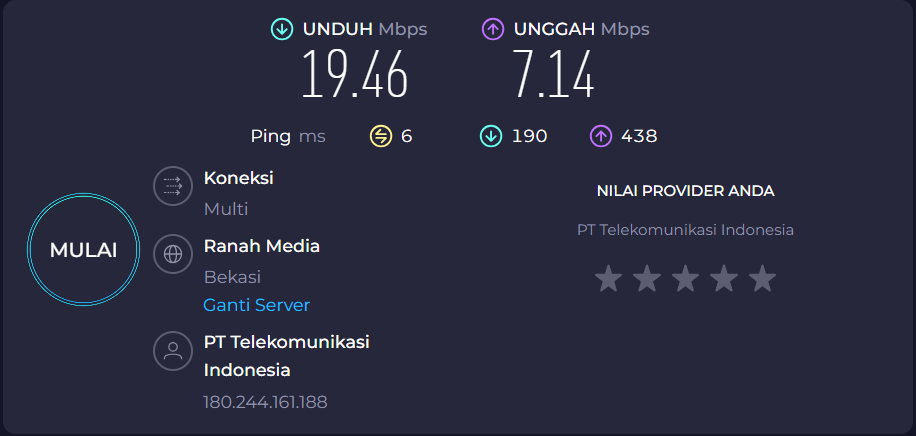 UNDUH Mbps
19.46
UNGGAH Mbps
7.14
Ping ms 6 190 438
MULAI
Koneksi
Multi
Ranah Media
Bekasi
Ganti Server
PT Telekomunikasi
Indonesia
180.244.161.188
NILAI PROVIDER ANDA
PT Telekomunikasi Indonesia